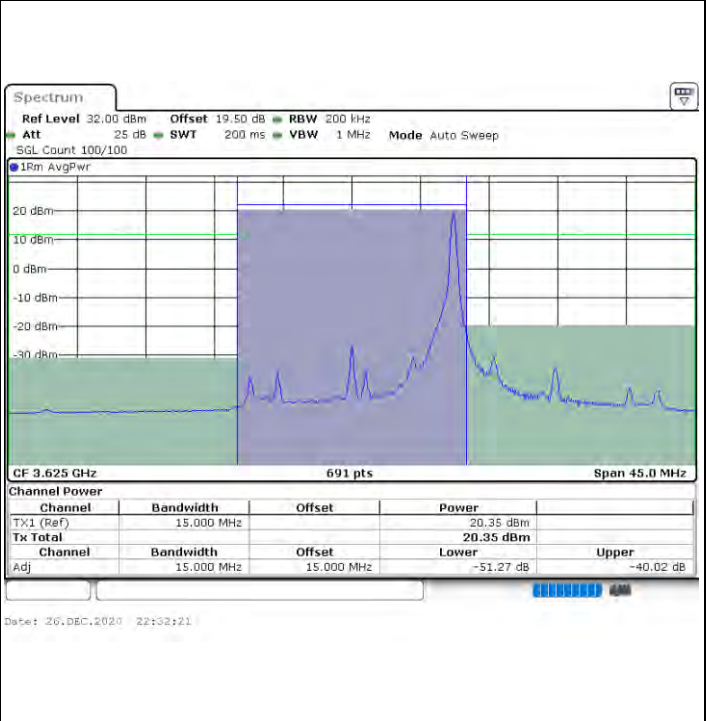 Spectrum
Ref Level 32.00 dBm Offset 19.50 dB RBW 200 kHz
Att 25 dB SWT 200 ms VBW 1 MHz Mode Auto Sweep
SGL Count 100/100
1Rm AvgPwr
20 dBm
10 dBm
0 dBm
-10 dBm
-20 dBm
-30 dBm
CF 3.625 GHz 691 pts Span 45.0 MHz
Channel Power
Channel Bandwidth Offset Power
TX1 (Ref) 15.000 MHz 20.35 dBm
Tx Total 20.35 dBm
Channel Bandwidth Offset Lower Upper
Adj 15.000 MHz 15.000 MHz -51.27 dB -40.02 dB
Date: 26.DEC.2020 22:32:21